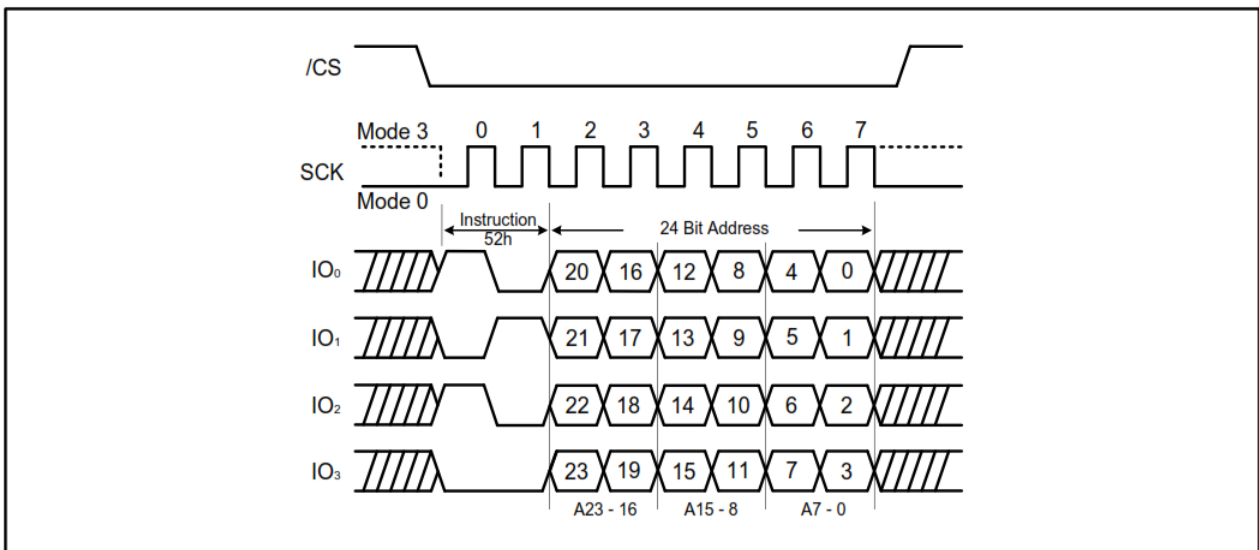 /CS
Mode 3 0 1 2 3 4 5 6 7
SCK
Mode 0
Instruction 24 Bit Address
52h
IO₀ 20 16 12 8 4 0
IO₁ 21 17 13 9 5 1
IO₂ 22 18 14 10 6 2
IO₃ 23 19 15 11 7 3
A23 - 16 A15 - 8 A7 - 0